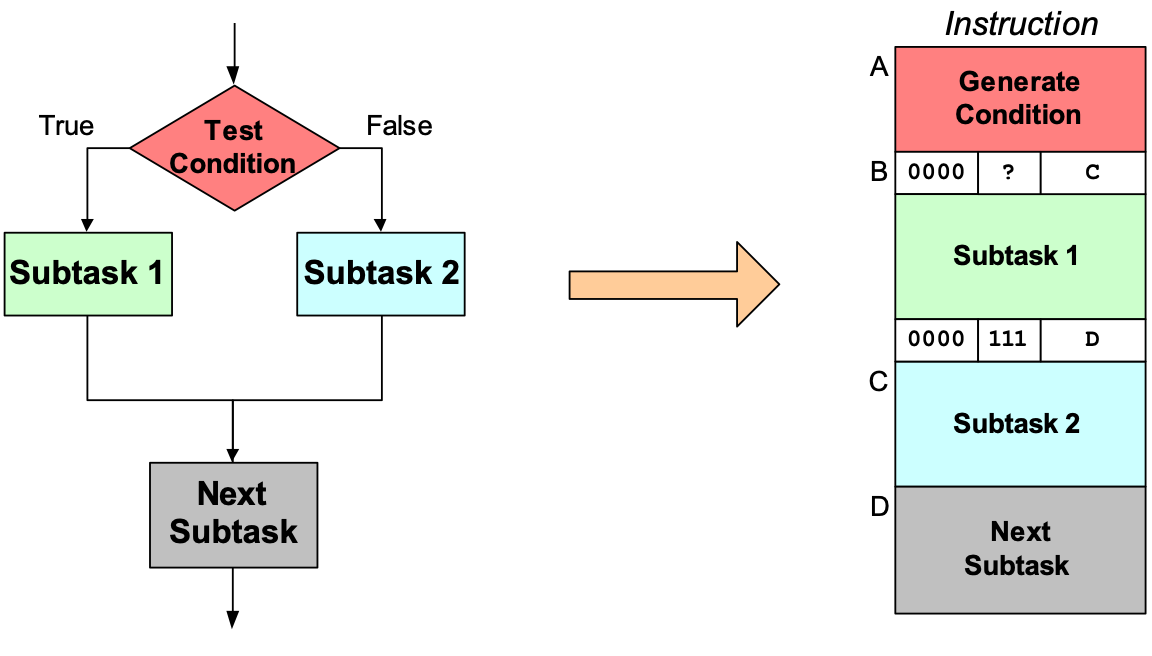 True
False
Test
Condition
Subtask 1
Subtask 2
Next
Subtask
Instruction
A
Generate
Condition
B
0000 ? C
Subtask 1
0000 111 D
C
Subtask 2
D
Next
Subtask